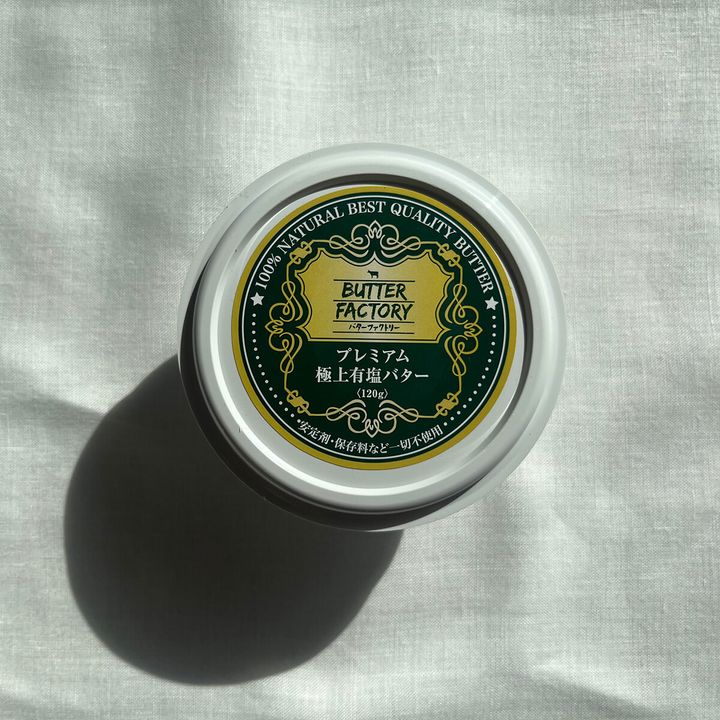 100% NATURAL BEST QUALITY BUTTER
BUTTER
FACTORY
バターファクトリー
プレミアム
極上有塩バター
〈120g〉
・安定剤・保存料など一切不使用・